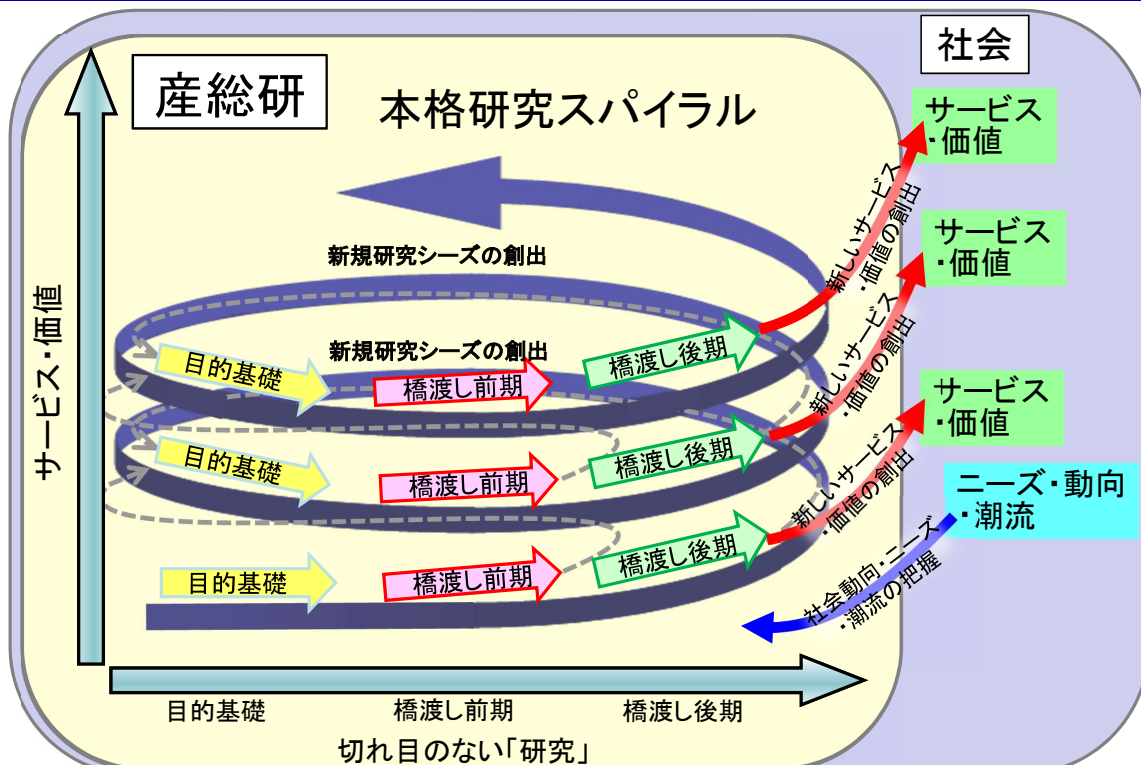 社会
産総研
本格研究スパイラル
サービス
・価値
新しいサービス
・価値の創出
新規研究シーズの創出
サービス
・価値
新しいサービス
・価値の創出
サービス・価値
新規研究シーズの創出
目的基礎
橋渡し前期
橋渡し後期
サービス
・価値
新しいサービス
・価値の創出
目的基礎
橋渡し前期
橋渡し後期
ニーズ・動向
・潮流
目的基礎
橋渡し前期
橋渡し後期
社会動向・ニーズ
・潮流の把握
目的基礎
橋渡し前期
橋渡し後期
切れ目のない「研究」